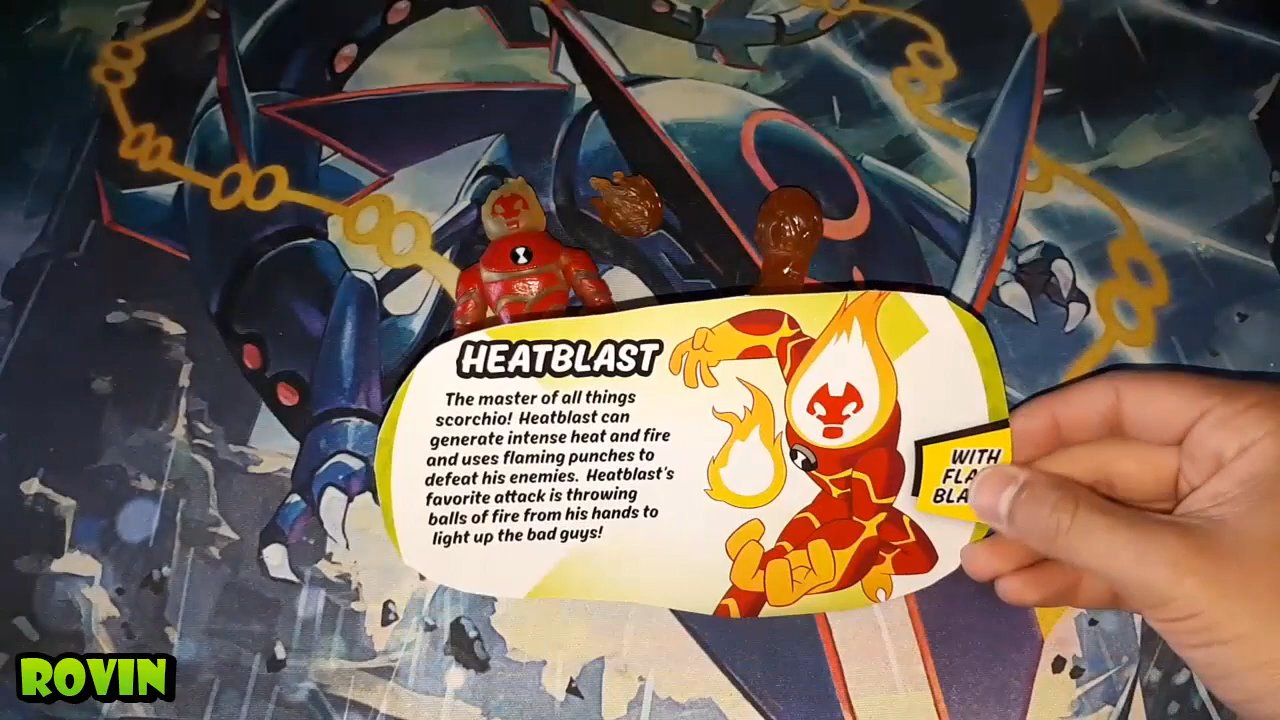 HEATBLAST
The master of all things
scorchio! Heatblast can
generate intense heat and fire
and uses flaming punches to
defeat his enemies. Heatblast's
favorite attack is throwing
balls of fire from his hands to
light up the bad guys!
WITH
ROVIN